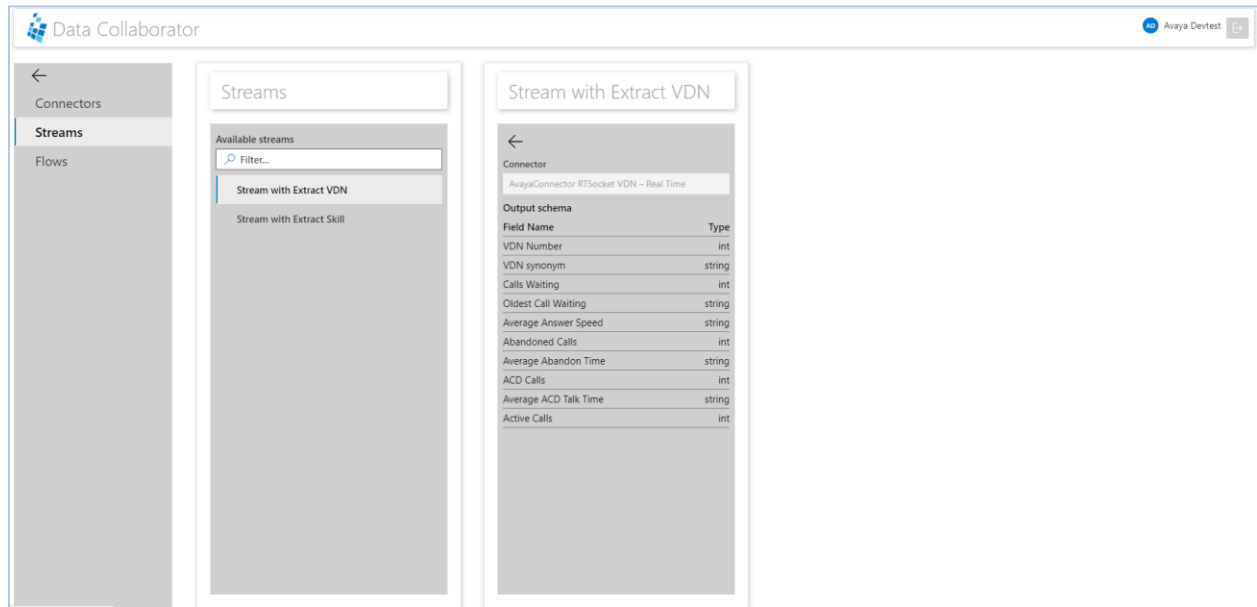 Data Collaborator
AD Avaya Devtest
Connectors
Streams
Flows
Streams
Available streams
Filter...
Stream with Extract VDN
Stream with Extract Skill
Stream with Extract VDN
Connector
AvayaConnector RTSocket VDN – Real Time
Output schema
Field Name Type
VDN Number int
VDN synonym string
Calls Waiting int
Oldest Call Waiting string
Average Answer Speed string
Abandoned Calls int
Average Abandon Time string
ACD Calls int
Average ACD Talk Time string
Active Calls int